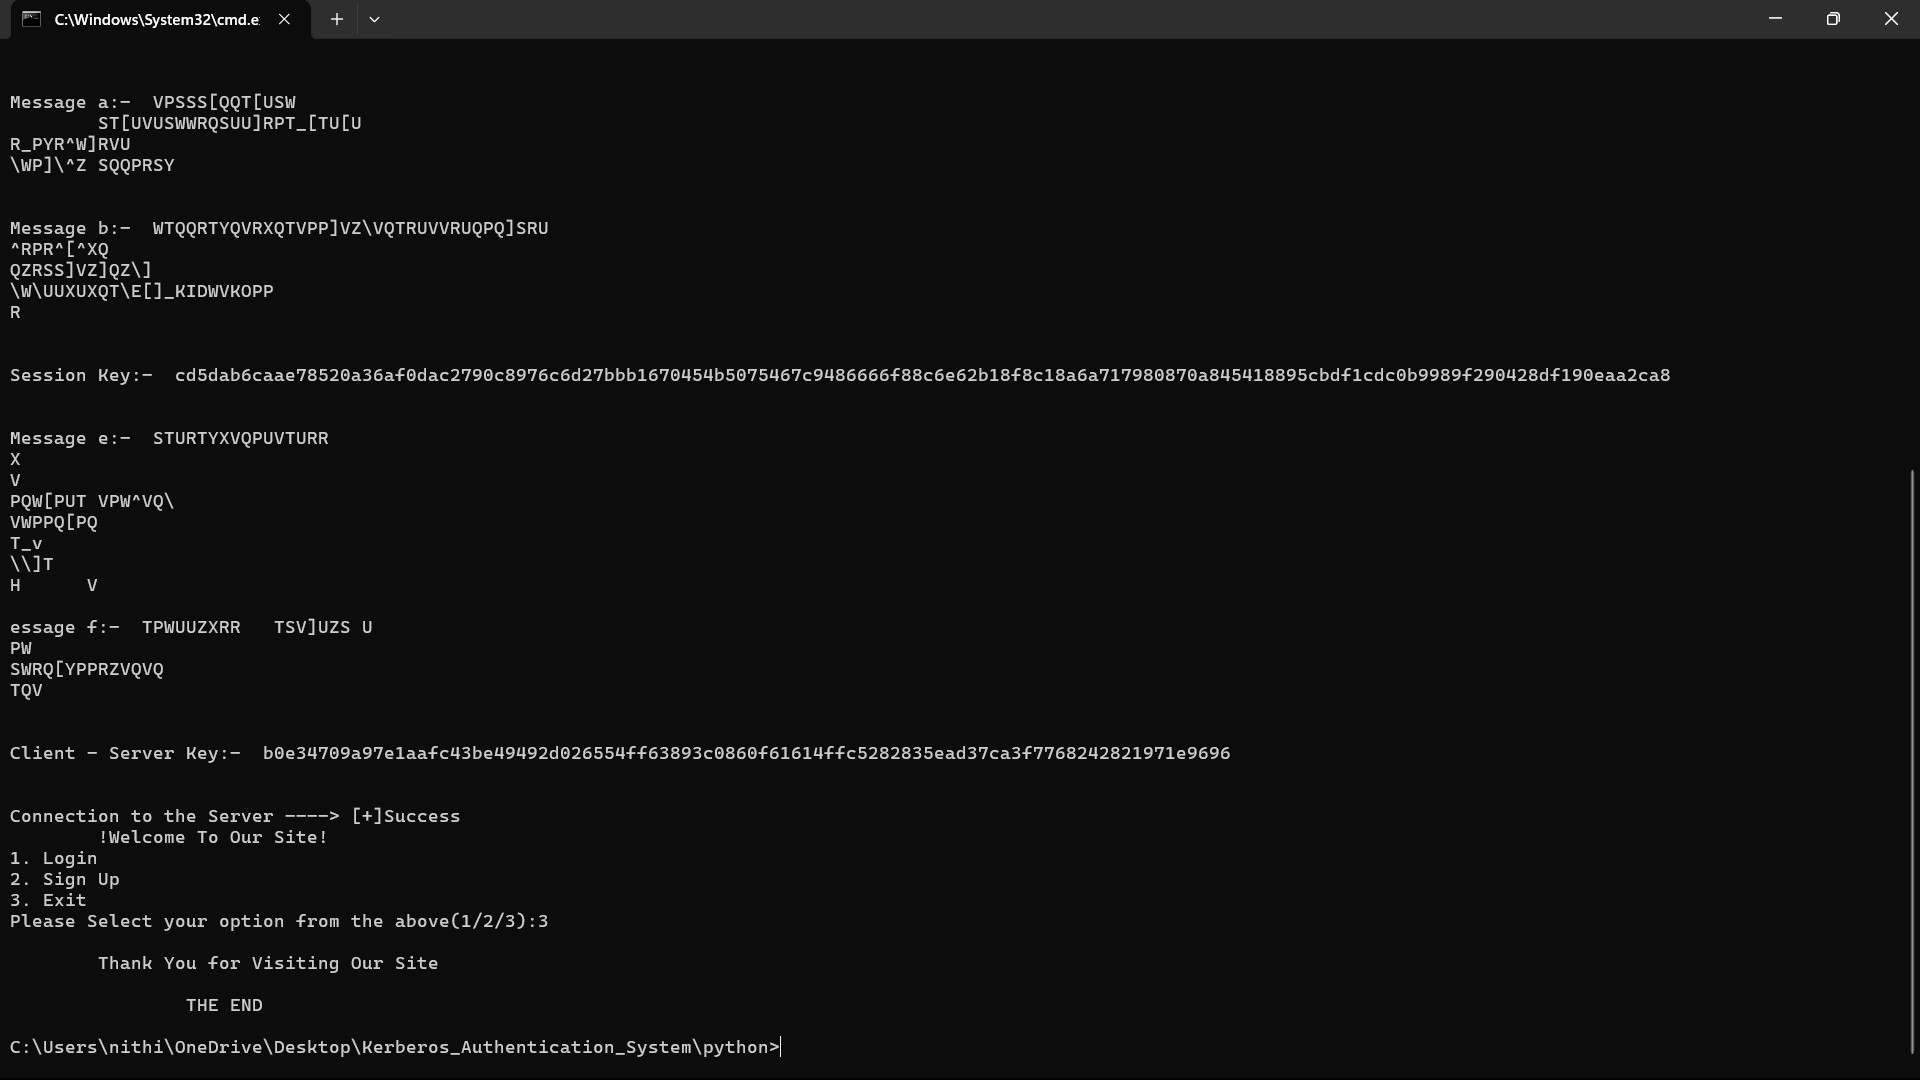 C:\Windows\System32\cmd.e
Message a:-  VPSSS[QQT[USW
        ST[UVUSWWRQSUU]RPT_[TU[U
R_PYR^W]RVU
\WP]\^Z SQQPRSY
Message b:-  WTQQRTYQVRXQTVPP]VZ\VQTRUVVRUQPQ]SRU
^RPR^[^XQ
QZRSS]VZ]QZ\]
\W\UUXUXQT\E[]_KIDWVKOPP
R
Session Key:-  cd5dab6caae78520a36af0dac2790c8976c6d27bbb1670454b5075467c9486666f88c6e62b18f8c18a6a717980870a845418895cbdf1cdc0b9989f290428df190eaa2ca8
Message e:-  STURTYXVQPUVTURR
X
V
PQW[PUT VPW^VQ\
VWPPQ[PQ
T_v
\\]T
H      V
essage f:-  TPWUUZXRR   TSV]UZS U
PW
SWRQ[YPPRZVQVQ
TQV
Client - Server Key:-  b0e34709a97e1aafc43be49492d026554ff63893c0860f61614ffc5282835ead37ca3f7768242821971e9696
Connection to the Server ----> [+]Success
        !Welcome To Our Site!
1. Login
2. Sign Up
3. Exit
Please Select your option from the above(1/2/3):3
        Thank You for Visiting Our Site
                THE END
C:\Users\nithi\OneDrive\Desktop\Kerberos_Authentication_System\python>